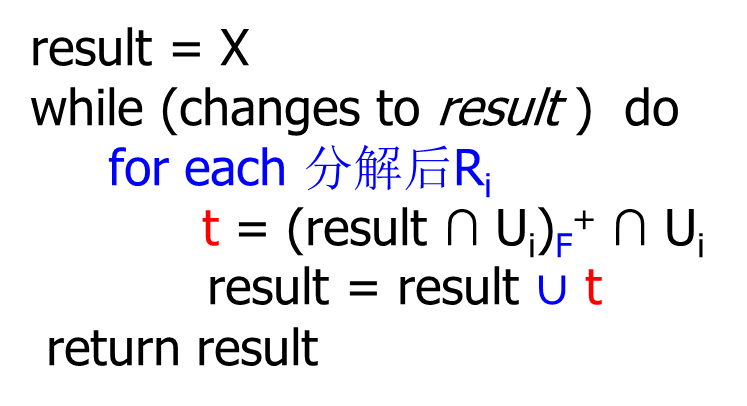 result = X
while (changes to result )  do
for each 分解后Rᵢ
t = (result ∩ Uᵢ)F⁺ ∩ Uᵢ
result = result ∪ t
return result